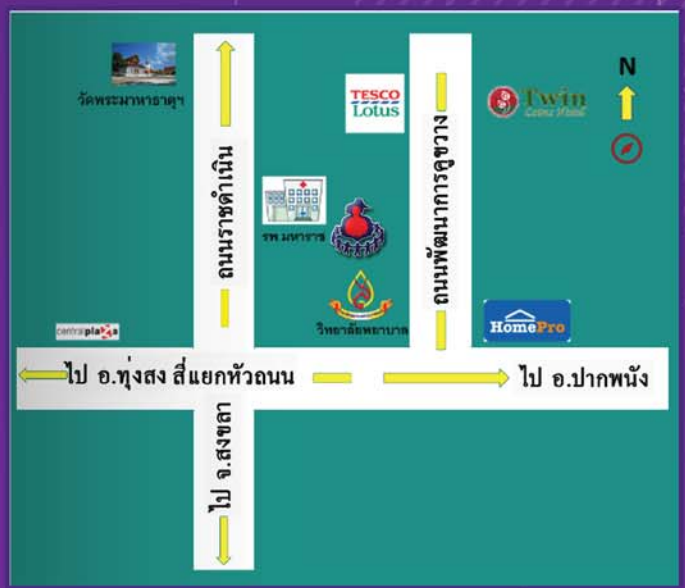 วัดพระมาหาธาตุฯ
TESCO
Lotus
Twin
Lotus Hotel
N
ถนนราชดำเนิน
ถนนพัฒนาการคูขวาง
รพ.มหาราช
วิทยาลัยพยาบาล
centralplaza
HomePro
ไป อ.ทุ่งสง สี่แยกหัวถนน
ไป อ.ปากพนัง
ไป จ.สงขลา